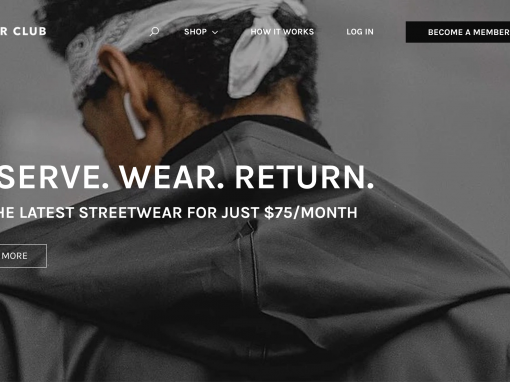 R CLUB
SHOP
HOW IT WORKS
LOG IN
BECOME A MEMBER
SERVE. WEAR. RETURN.
HE LATEST STREETWEAR FOR JUST $75/MONTH
MORE